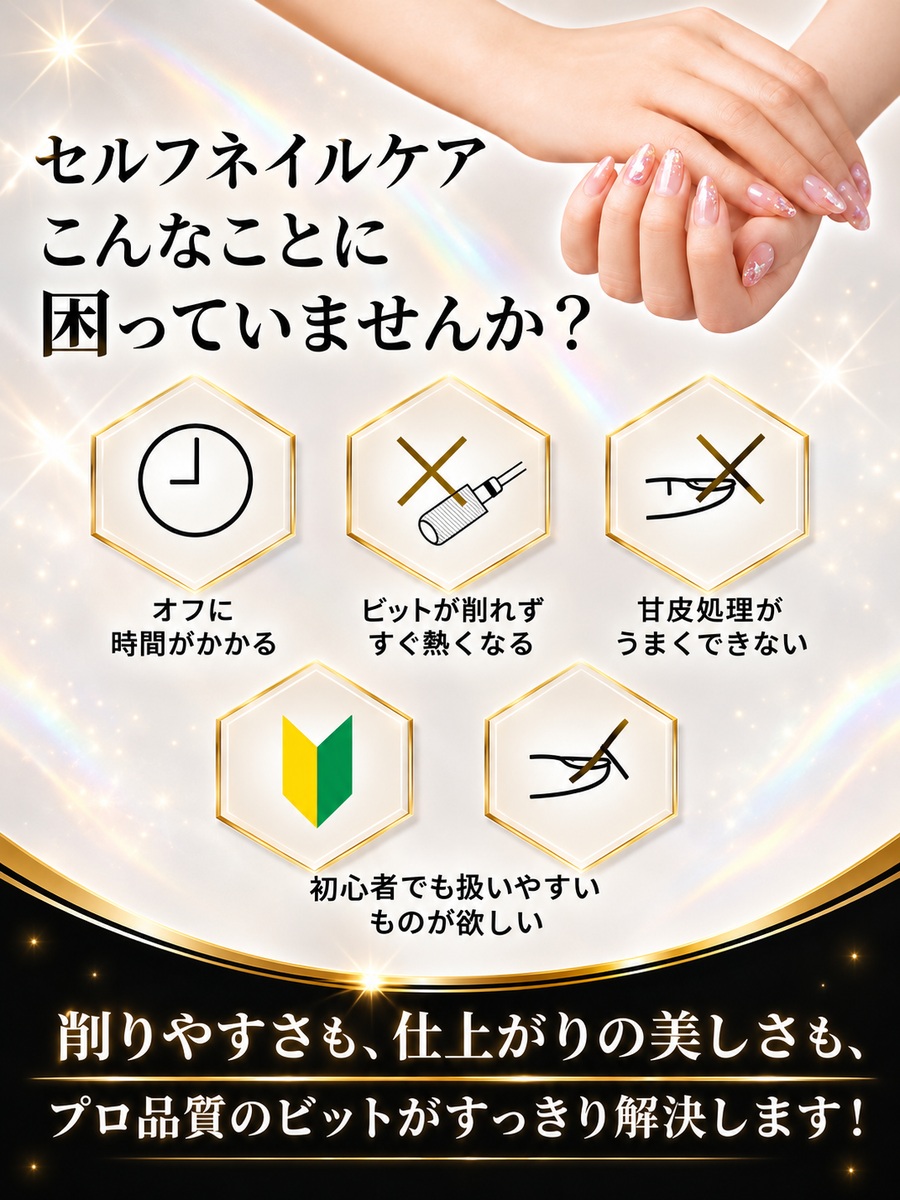 セルフネイルケア
こんなことに
困っていませんか？
オフに
時間がかかる
ビットが削れず
すぐ熱くなる
甘皮処理が
うまくできない
初心者でも扱いやすい
ものが欲しい
削りやすさも、仕上がりの美しさも、
プロ品質のビットがすっきり解決します！